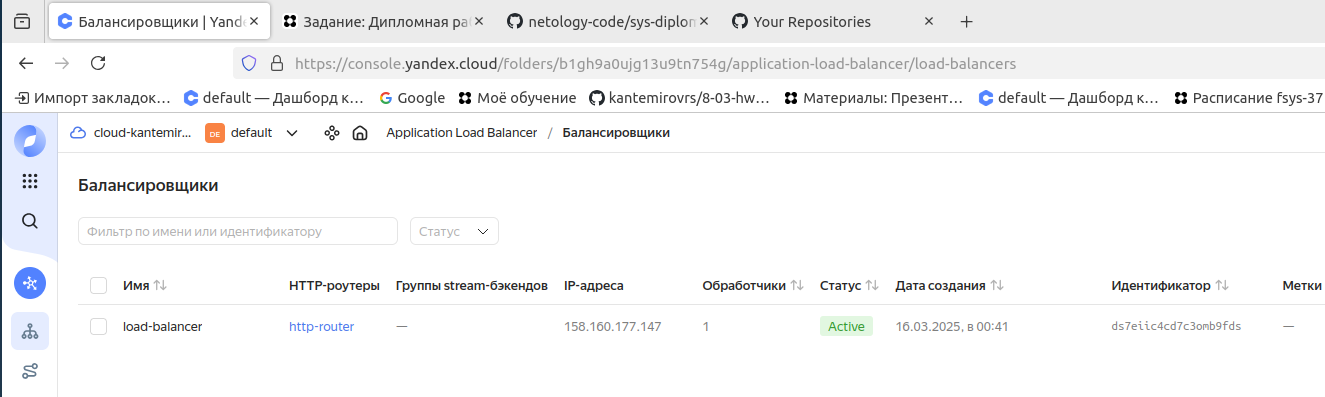 Балансировщики | Yand
Задание: Дипломная ра
netology-code/sys-diplon
Your Repositories
https://console.yandex.cloud/folders/b1gh9a0ujg13u9tn754g/application-load-balancer/load-balancers
Импорт закладок...
default — Дашборд к...
Google
Моё обучение
kantemirovrs/8-03-hw...
Материалы: Презент...
default — Дашборд к...
Расписание fsys-37
cloud-kantemir...
DE
default
Application Load Balancer / Балансировщики
Балансировщики
Фильтр по имени или идентификатору
Статус
Имя HTTP-роутеры Группы stream-бэкендов IP-адреса Обработчики Статус Дата создания Идентификатор Метки
load-balancer http-router — 158.160.177.147 1 Active 16.03.2025, в 00:41 ds7eiic4cd7c3omb9fds —